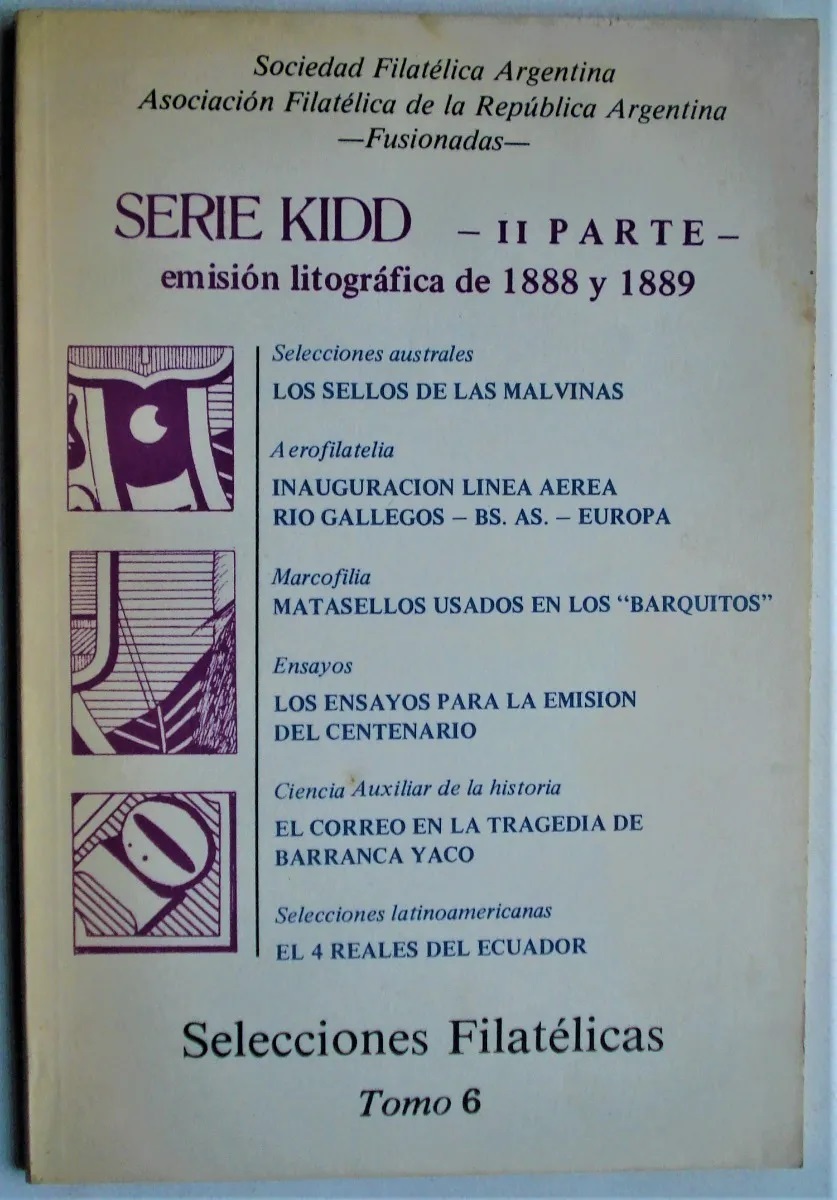 Sociedad Filatélica Argentina
Asociación Filatélica de la República Argentina
—Fusionadas—
SERIE KIDD – II PARTE –
emisión litográfica de 1888 y 1889
Selecciones australes
LOS SELLOS DE LAS MALVINAS
Aerofilatelia
INAUGURACION LINEA AEREA
RIO GALLEGOS – BS. AS. – EUROPA
Marcofilia
MATASELLOS USADOS EN LOS “BARQUITOS”
Ensayos
LOS ENSAYOS PARA LA EMISION
DEL CENTENARIO
Ciencia Auxiliar de la historia
EL CORREO EN LA TRAGEDIA DE
BARRANCA YACO
Selecciones latinoamericanas
EL 4 REALES DEL ECUADOR
Selecciones Filatélicas
Tomo 6